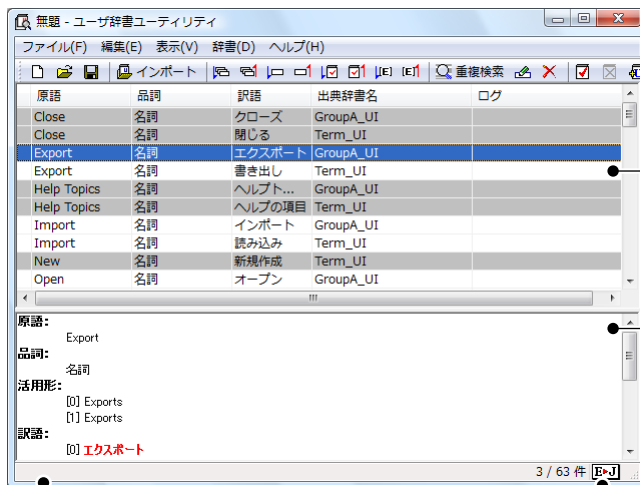 無題 - ユーザ辞書ユーティリティ
ファイル(F) 編集(E) 表示(V) 辞書(D) ヘルプ(H)
インポート [E] [E] 重複検索
原語 品詞 訳語 出典辞書名 ログ
Close 名詞 クローズ GroupA_UI
Close 名詞 閉じる Term_UI
Export 名詞 エクスポート GroupA_UI
Export 名詞 書き出し Term_UI
Help Topics 名詞 ヘルプト... GroupA_UI
Help Topics 名詞 ヘルプの項目 Term_UI
Import 名詞 インポート GroupA_UI
Import 名詞 読み込み Term_UI
New 名詞 新規作成 Term_UI
Open 名詞 オープン GroupA_UI
原語:
Export
品詞:
名詞
活用形:
[0] Exports
[1] Exports
訳語:
[0] エクスポート
3 / 63 件 E▸J